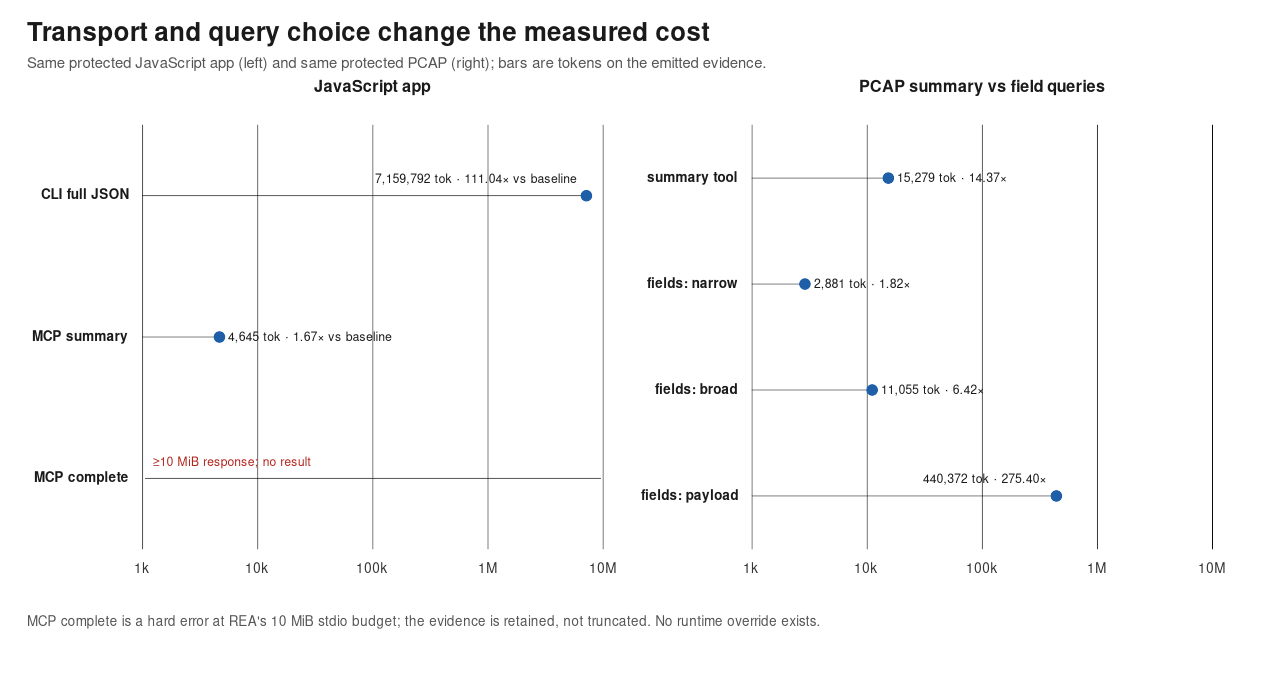 Transport and query choice change the measured cost
Same protected JavaScript app (left) and same protected PCAP (right); bars are tokens on the emitted evidence.
JavaScript app
CLI full JSON
7,159,792 tok · 111.04× vs baseline
MCP summary
4,645 tok · 1.67× vs baseline
MCP complete
≥10 MiB response; no result
1k 10k 100k 1M 10M
PCAP summary vs field queries
summary tool
15,279 tok · 14.37×
fields: narrow
2,881 tok · 1.82×
fields: broad
11,055 tok · 6.42×
fields: payload
440,372 tok · 275.40×
1k 10k 100k 1M 10M
MCP complete is a hard error at REA's 10 MiB stdio budget; the evidence is retained, not truncated. No runtime override exists.